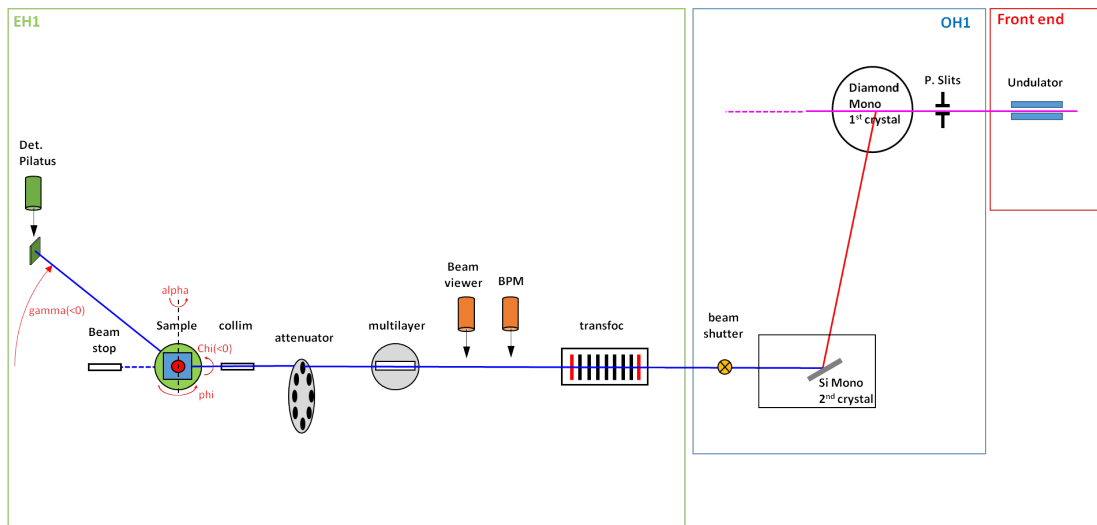 EH1
OH1
Front end
Diamond
Mono
1st crystal
P. Slits
Undulator
Det.
Pilatus
gamma(<0)
Beam
stop
alpha
Sample
Chi(<0)
phi
collim
attenuator
multilayer
Beam
viewer
BPM
transfoc
beam
shutter
Si Mono
2nd crystal